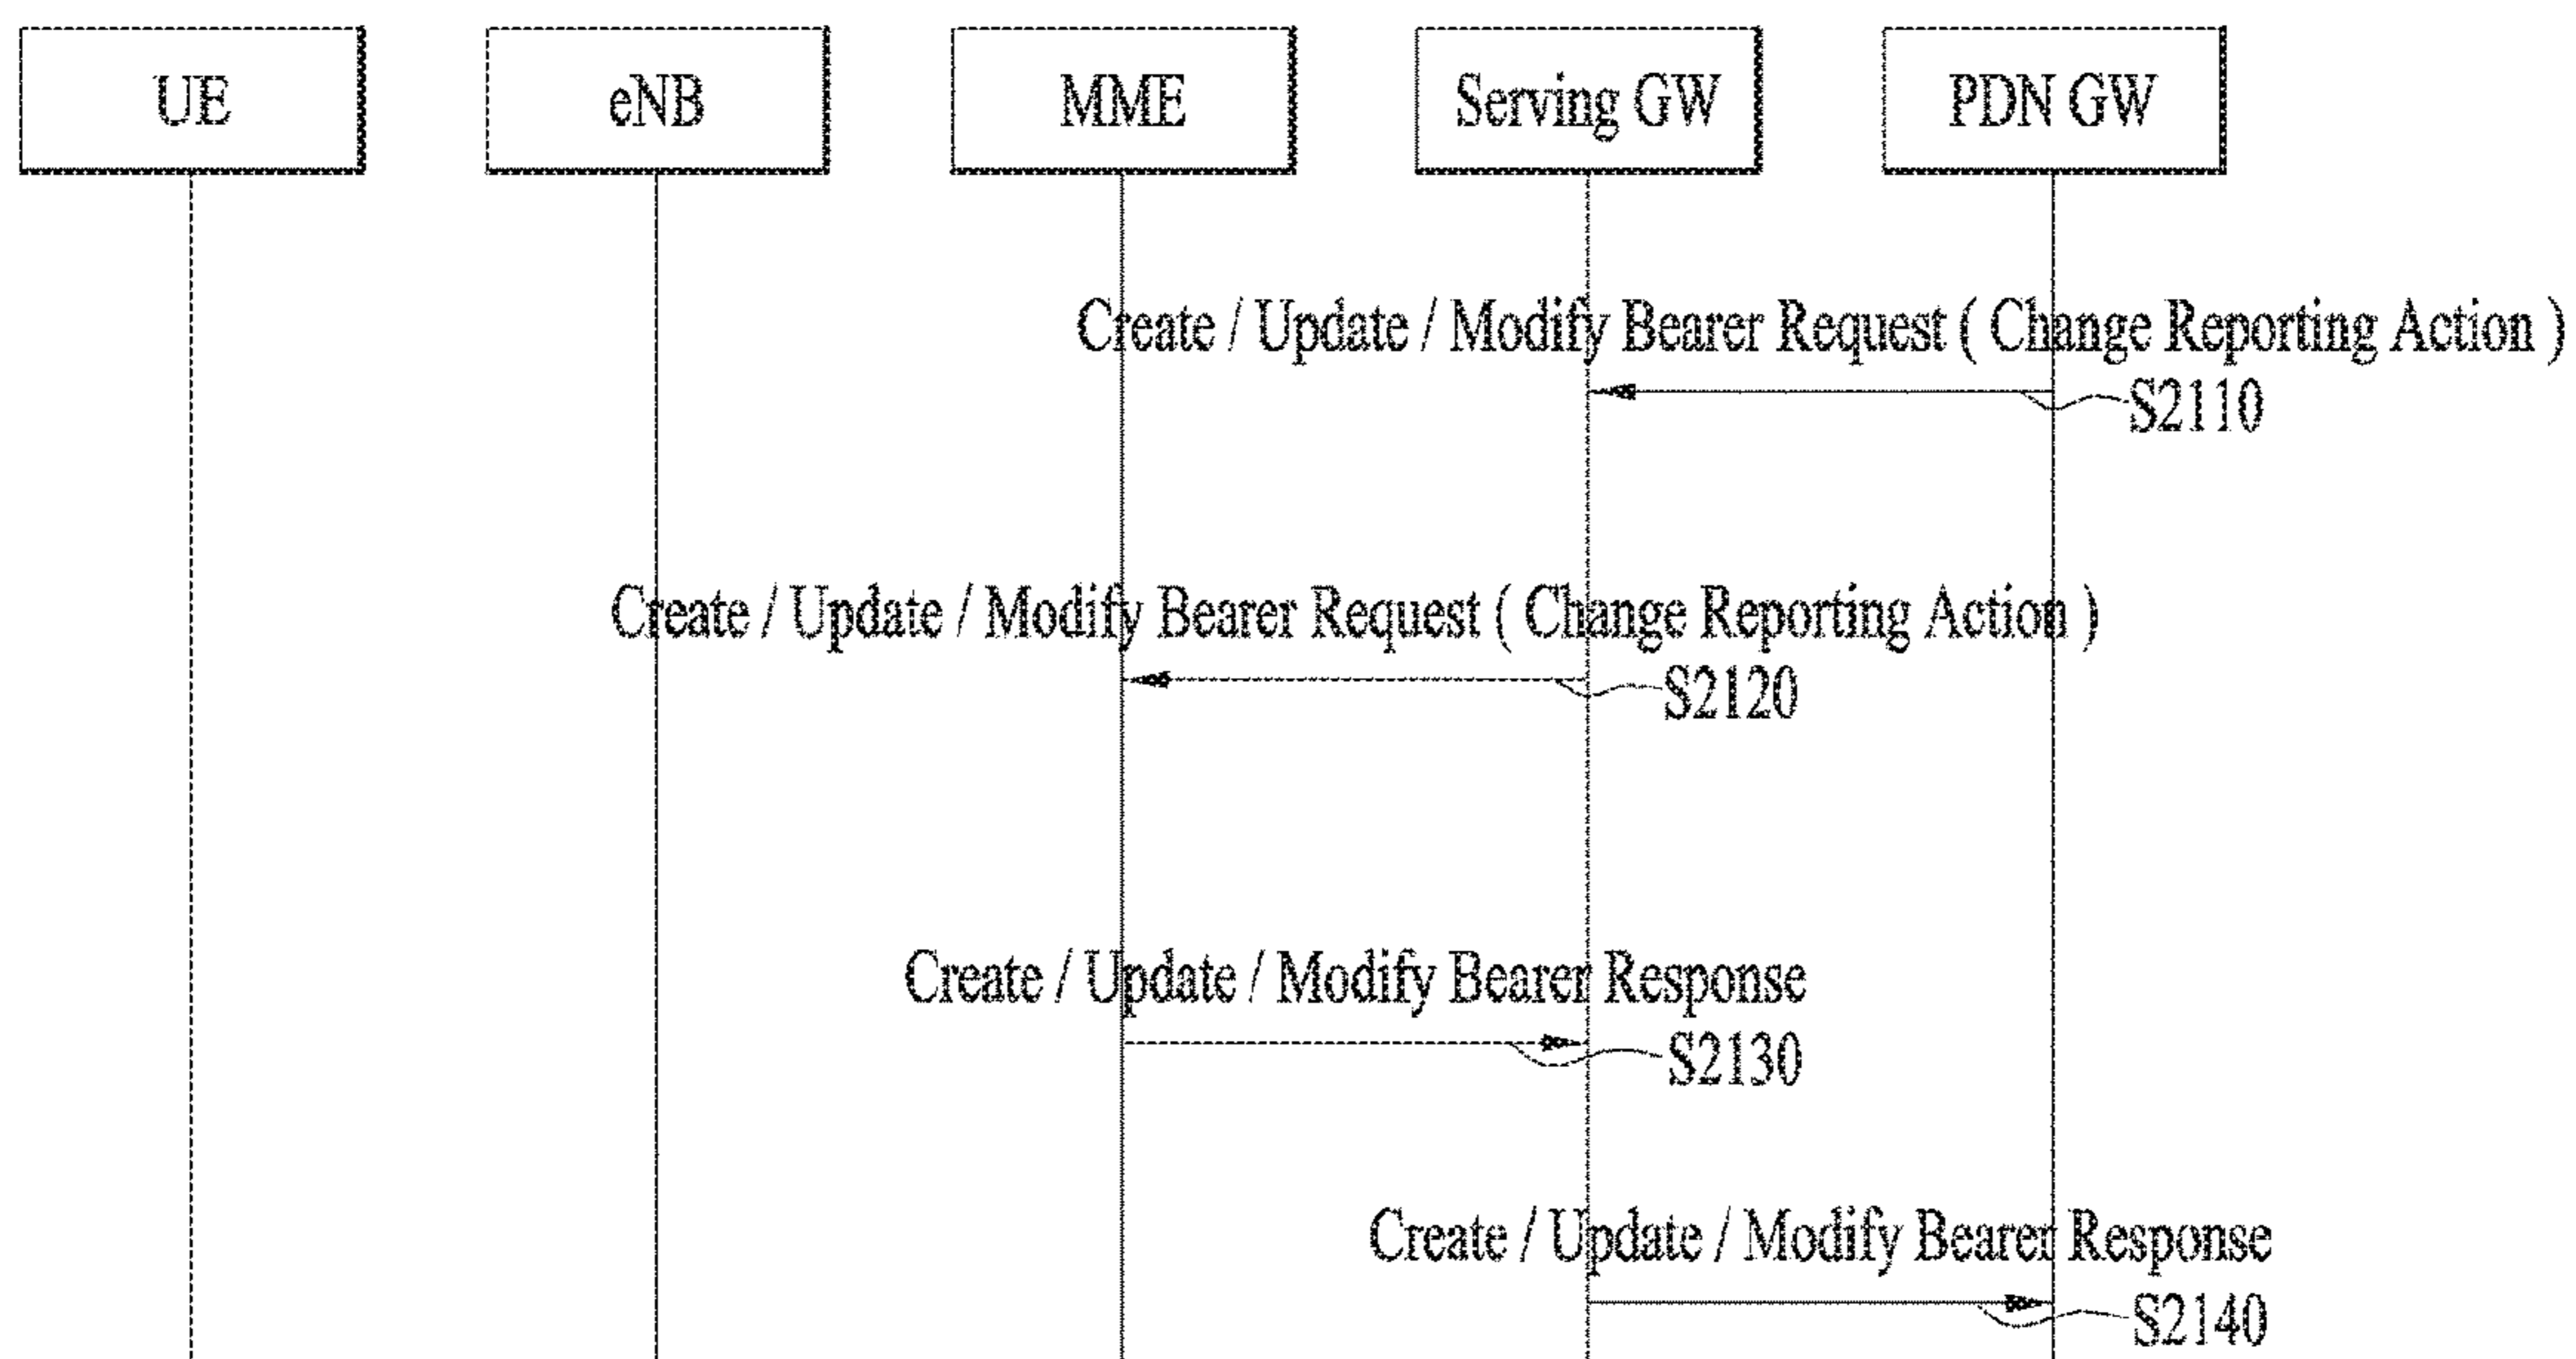 UE eNB MME Serving GW PDN GW
Create / Update / Modify Bearer Request ( Change Reporting Action )
S2110
Create / Update / Modify Bearer Request ( Change Reporting Action )
S2120
Create / Update / Modify Bearer Response
S2130
Create / Update / Modify Bearer Response
S2140